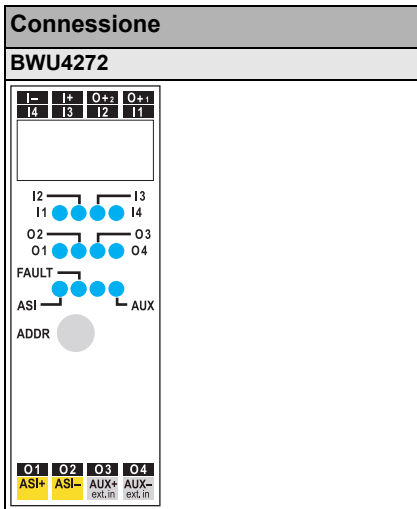 Connessione
BWU4272
I– I+ O+2 O+1
I4 I3 I2 I1
I2 I3
I1 I4
O2 O3
O1 O4
FAULT
ASI AUX
ADDR
O1 O2 O3 O4
ASI+ ASI– AUX+ AUX–
ext.in ext.in